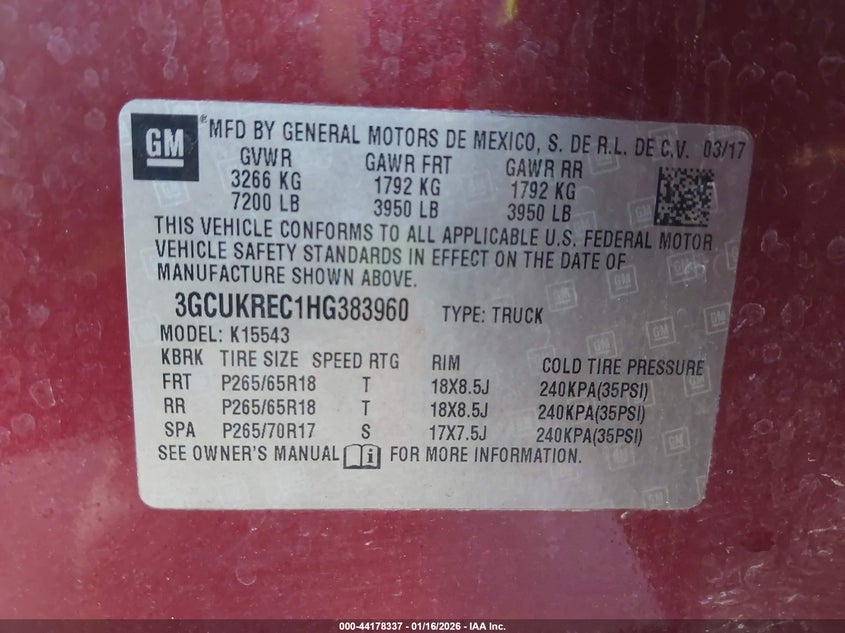 GM ® MFD BY GENERAL MOTORS DE MEXICO, S. DE R.L. DE C.V. 03/17
GVWR GAWR FRT GAWR RR
3266 KG 1792 KG 1792 KG
7200 LB 3950 LB 3950 LB
THIS VEHICLE CONFORMS TO ALL APPLICABLE U.S. FEDERAL MOTOR
VEHICLE SAFETY STANDARDS IN EFFECT ON THE DATE OF
MANUFACTURE SHOWN ABOVE.
3GCUKREC1HG383960 TYPE: TRUCK
MODEL: K15543
KBRK TIRE SIZE SPEED RTG RIM COLD TIRE PRESSURE
FRT P265/65R18 T 18X8.5J 240KPA(35PSI)
RR P265/65R18 T 18X8.5J 240KPA(35PSI)
SPA P265/70R17 S 17X7.5J 240KPA(35PSI)
SEE OWNER'S MANUAL i FOR MORE INFORMATION.
000-44178337 - 01/16/2026 - IAA Inc.